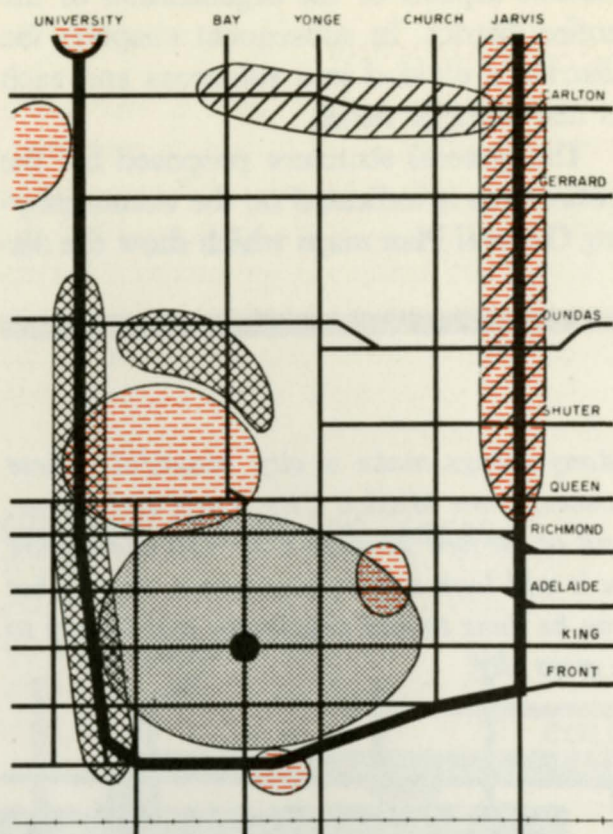 UNIVERSITY BAY YONGE CHURCH JARVIS
CARLTON
GERRARD
DUNDAS
SHUTER
QUEEN
RICHMOND
ADELAIDE
KING
FRONT